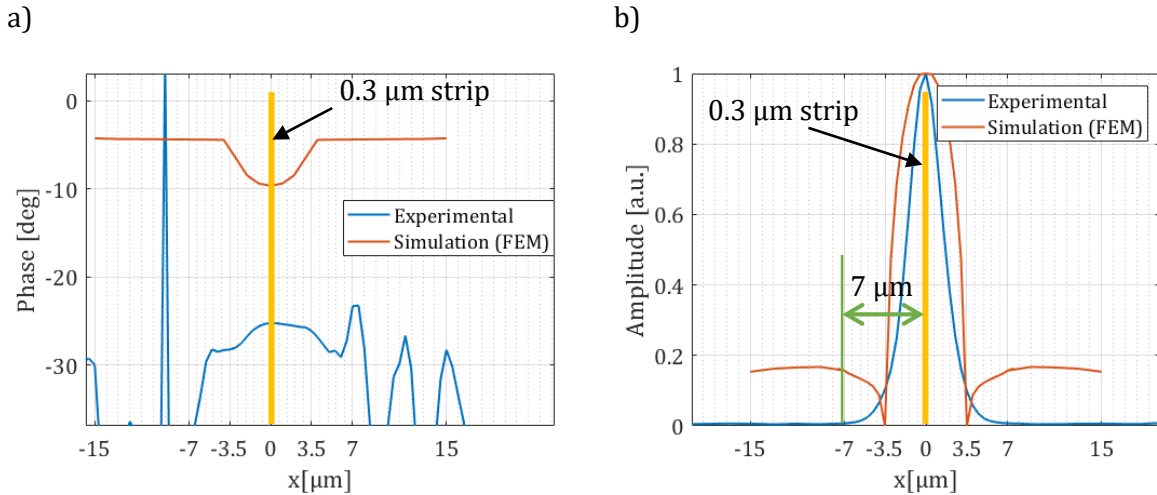 a)
b)
0.3 μm strip
0
-10
-20
-30
Phase [deg]
Experimental
Simulation (FEM)
-15
-7
-3.5
0
3.5
7
15
x[μm]
1
0.8
0.6
0.4
0.2
0
Amplitude [a.u.]
0.3 μm strip
Experimental
Simulation (FEM)
7 μm
-15
-7
-3.5
0
3.5
7
15
x[μm]